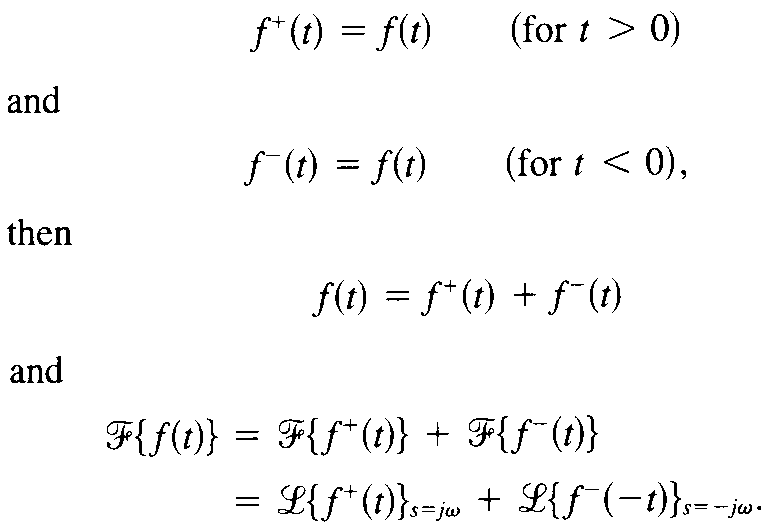 f⁺(t) = f(t) (for t > 0)
and
f⁻(t) = f(t) (for t < 0),
then
f(t) = f⁺(t) + f⁻(t)
and
ℱ{f(t)} = ℱ{f⁺(t)} + ℱ{f⁻(t)}
= ℒ{f⁺(t)}ₛ₌ⱼω + ℒ{f⁻(−t)}ₛ₌₋ⱼω.